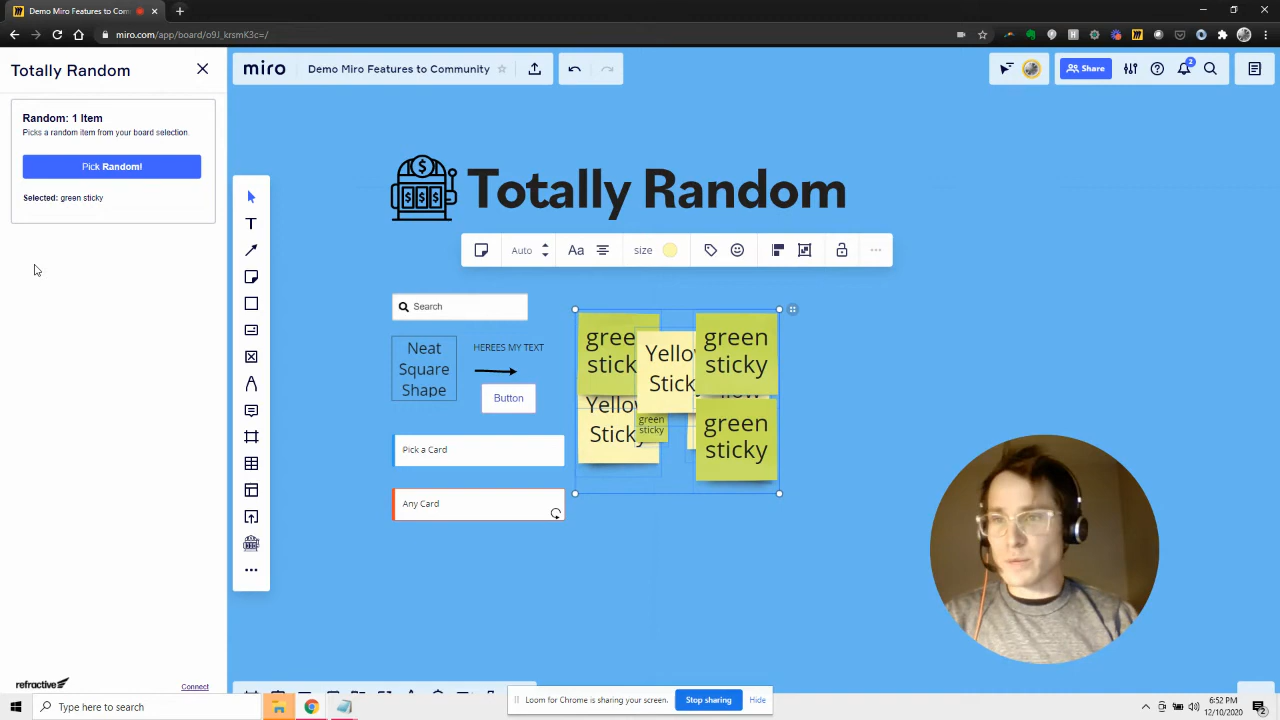 Demo Miro Features to Com
miro.com/app/board/o9J_krsmK3c=/
Totally Random
miro
Demo Miro Features to Community
Share
2
Random: 1 Item
Picks a random item from your board selection.
Pick Random!
Selected: green sticky
Totally Random
Auto
Aa
size
Search
Neat
Square
Shape
HEREES MY TEXT
Button
Pick a Card
Any Card
gree
stick
Yello
Stick
green
sticky
Yellov
Sticky
green
sticky
green
sticky
refractive
Connect
Loom for Chrome is sharing your screen.
Stop sharing
Hide
Type here to search
6:52 PM
12/10/2020